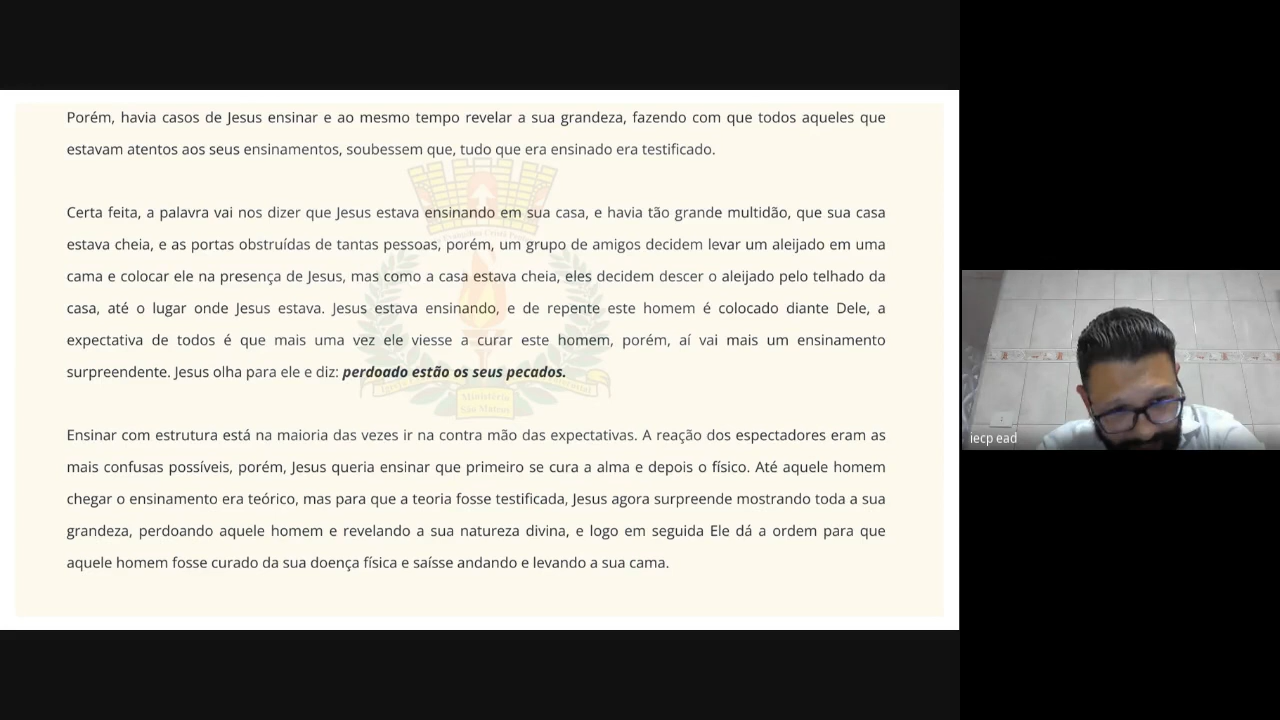 Porém, havia casos de Jesus ensinar e ao mesmo tempo revelar a sua grandeza, fazendo com que todos aqueles que
estavam atentos aos seus ensinamentos, soubessem que, tudo que era ensinado era testificado.
Certa feita, a palavra vai nos dizer que Jesus estava ensinando em sua casa, e havia tão grande multidão, que sua casa
estava cheia, e as portas obstruídas de tantas pessoas, porém, um grupo de amigos decidem levar um aleijado em uma
cama e colocar ele na presença de Jesus, mas como a casa estava cheia, eles decidem descer o aleijado pelo telhado da
casa, até o lugar onde Jesus estava. Jesus estava ensinando, e de repente este homem é colocado diante Dele, a
expectativa de todos é que mais uma vez ele viesse a curar este homem, porém, aí vai mais um ensinamento
surpreendente. Jesus olha para ele e diz: perdoado estão os seus pecados.
Ministério
São Mateus
Ensinar com estrutura está na maioria das vezes ir na contra mão das expectativas. A reação dos espectadores eram as
mais confusas possíveis, porém, Jesus queria ensinar que primeiro se cura a alma e depois o físico. Até aquele homem
chegar o ensinamento era teórico, mas para que a teoria fosse testificada, Jesus agora surpreende mostrando toda a sua
grandeza, perdoando aquele homem e revelando a sua natureza divina, e logo em seguida Ele dá a ordem para que
aquele homem fosse curado da sua doença física e saísse andando e levando a sua cama.
iecp ead